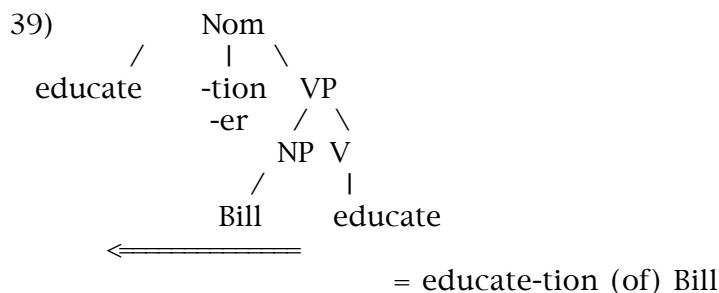 39) Nom
educate -tion VP
-er
NP V
Bill educate
= educate-tion (of) Bill